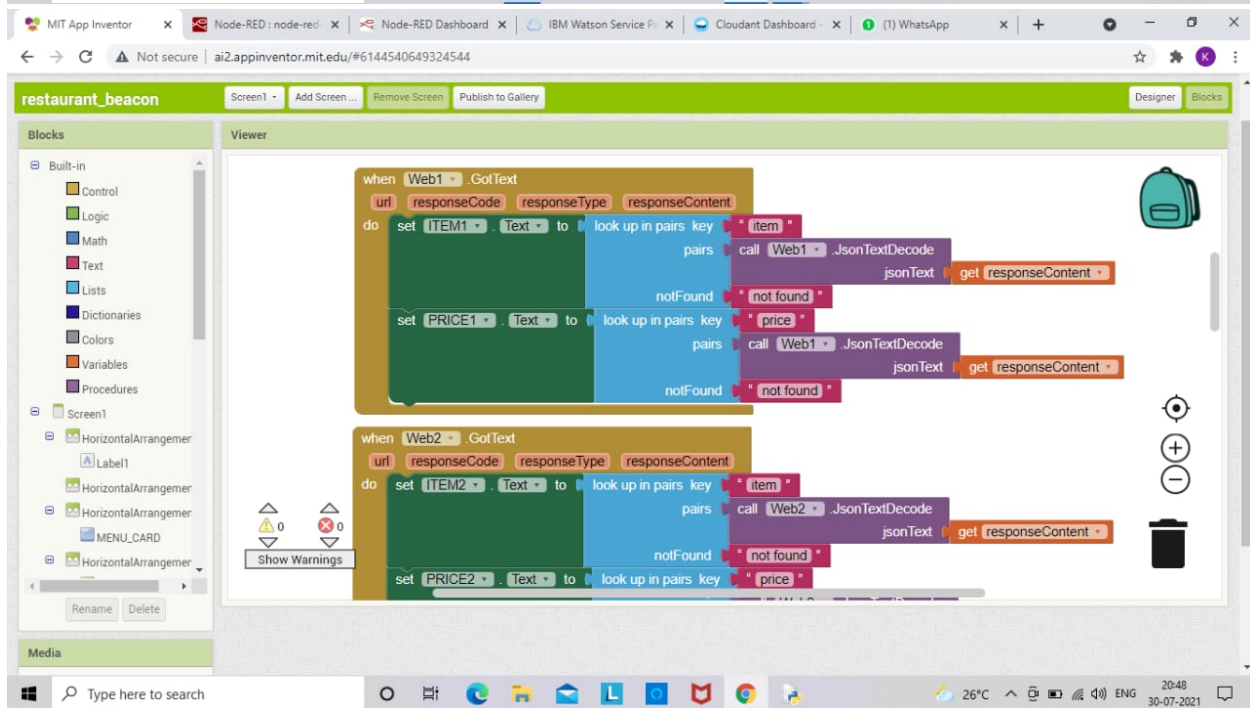 MIT App Inventor
Node-RED : node-red-
Node-RED Dashboard
IBM Watson Service P
Cloudant Dashboard -
(1) WhatsApp
Not secure | ai2.appinventor.mit.edu/#6144540649324544
K
restaurant_beacon
Screen1
Add Screen ...
Remove Screen
Publish to Gallery
Designer
Blocks
Blocks
Built-in
Control
Logic
Math
Text
Lists
Dictionaries
Colors
Variables
Procedures
Screen1
HorizontalArrangemen
Label1
HorizontalArrangemen
HorizontalArrangemen
MENU_CARD
HorizontalArrangemen
Rename Delete
Media
Viewer
when Web1 .GotText
url responseCode responseType responseContent
do set ITEM1 . Text to look up in pairs key " item "
pairs call Web1 .JsonTextDecode
jsonText get responseContent
notFound " not found "
set PRICE1 . Text to look up in pairs key " price "
pairs call Web1 .JsonTextDecode
jsonText get responseContent
notFound " not found "
when Web2 .GotText
url responseCode responseType responseContent
do set ITEM2 . Text to look up in pairs key " item "
pairs call Web2 .JsonTextDecode
jsonText get responseContent
notFound " not found "
set PRICE2 . Text to look up in pairs key " price "
0 0
Show Warnings
Type here to search
26°C
ENG
20:48
30-07-2021